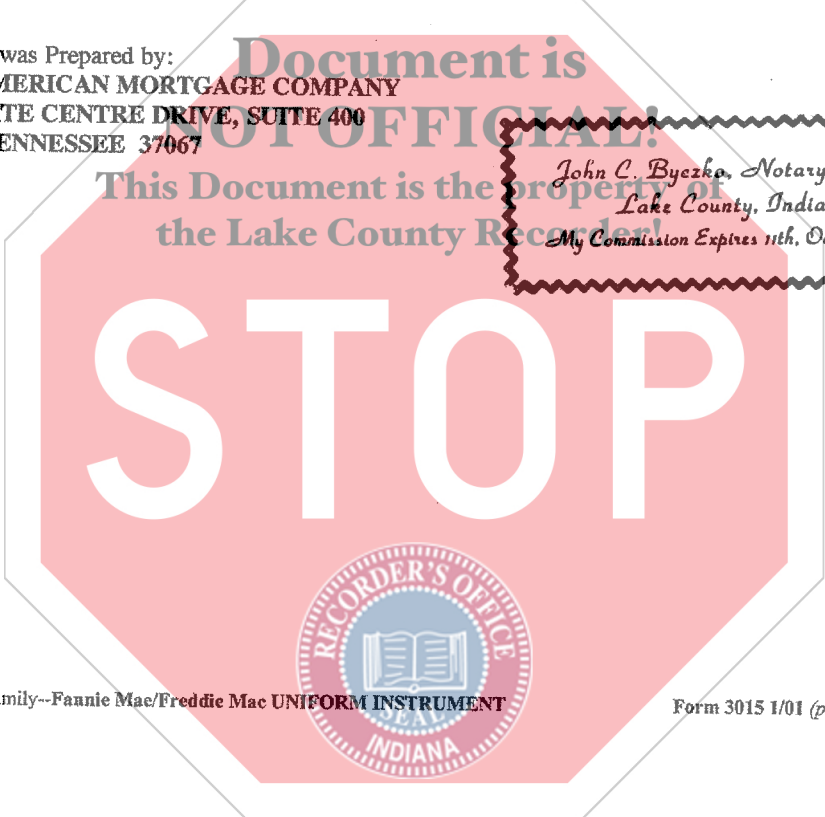 was Prepared by:
MERICAN MORTGAGE COMPANY
TE CENTRE DRIVE, SUITE 400
ENNESSEE 37067
Document is
NOT OFFICIAL!
This Document is the property of
the Lake County Recorder!
John C. Byczko, Notary
Lake County, India
My Commission Expires 11th, Oc
STOP
RECORDER'S OFFICE
SEAL
INDIANA
mily--Fannie Mae/Freddie Mac UNIFORM INSTRUMENT
Form 3015 1/01 (p